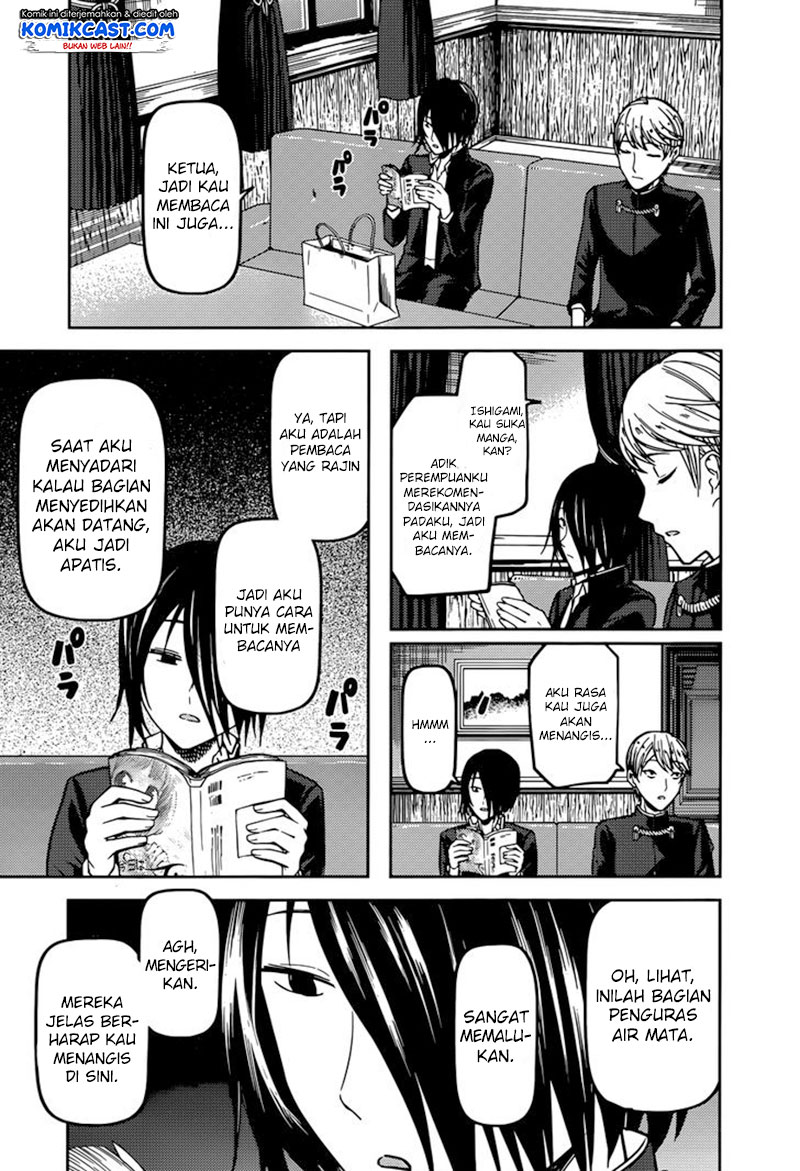 Komik ini diterjemahkan & diedit oleh
KOMIKCAST.COM
BUKAN WEB LAIN!!
KETUA,
JADI KAU
MEMBACA
INI JUGA...
パラ
パラ
ISHIGAMI,
KAU SUKA
MANGA,
KAN?
ADIK
PEREMPUANKU
MEREKOMEN-
DASIKANNYA
PADAKU, JADI
AKU MEM-
BACANYA.
AKU RASA
KAU JUGA
AKAN
MENANGIS...
HMMM
...
YA, TAPI
AKU ADALAH
PEMBACA
YANG RAJIN
JADI AKU
PUNYA CARA
UNTUK MEM-
BACANYA
SAAT AKU
MENYADARI
KALAU BAGIAN
MENYEDIHKAN
AKAN DATANG,
AKU JADI
APATIS.
パラ
パラ
OH, LIHAT,
INILAH BAGIAN
PENGURAS
AIR MATA.
SANGAT
MEMALU-
KAN.
AGH,
MENGERI-
KAN.
MEREKA
JELAS BER-
HARAP KAU
MENANGIS
DI SINI.